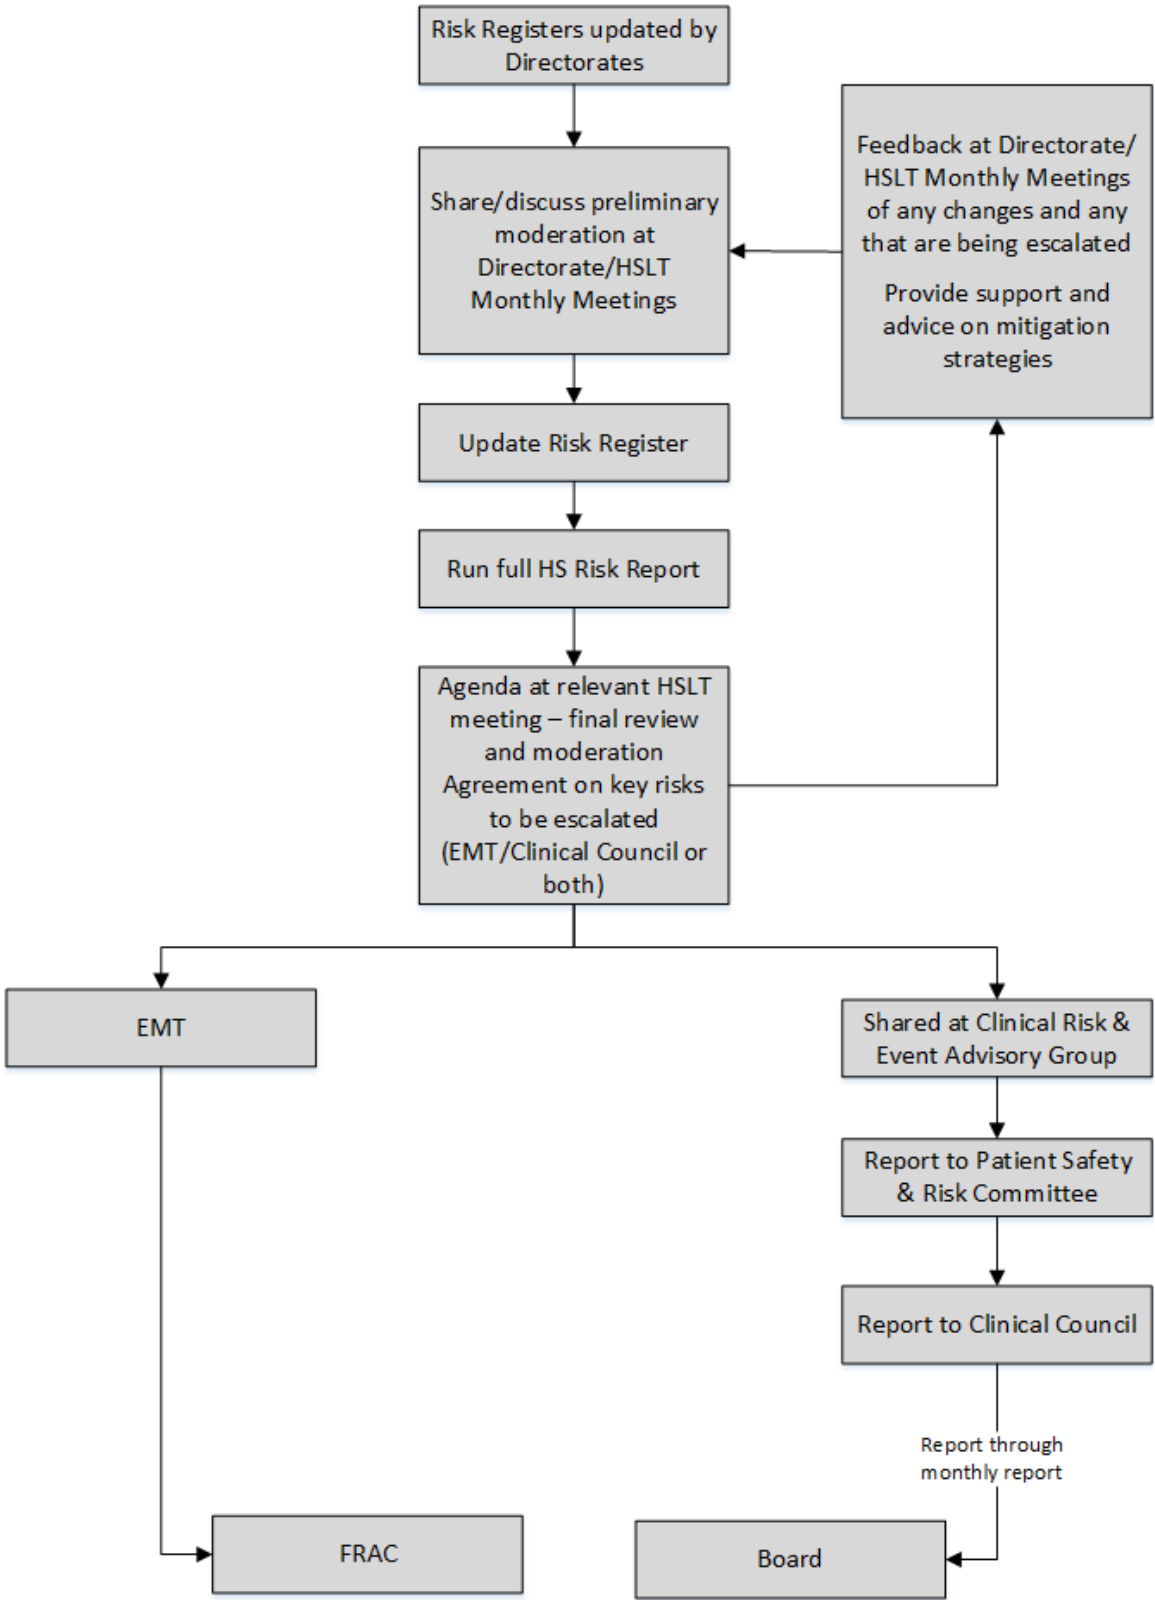 Risk Registers updated by
Directorates
Share/discuss preliminary
moderation at
Directorate/HSLT
Monthly Meetings
Feedback at Directorate/
HSLT Monthly Meetings
of any changes and any
that are being escalated
Provide support and
advice on mitigation
strategies
Update Risk Register
Run full HS Risk Report
Agenda at relevant HSLT
meeting – final review
and moderation
Agreement on key risks
to be escalated
(EMT/Clinical Council or
both)
EMT
Shared at Clinical Risk &
Event Advisory Group
Report to Patient Safety
& Risk Committee
Report to Clinical Council
Report through
monthly report
FRAC
Board